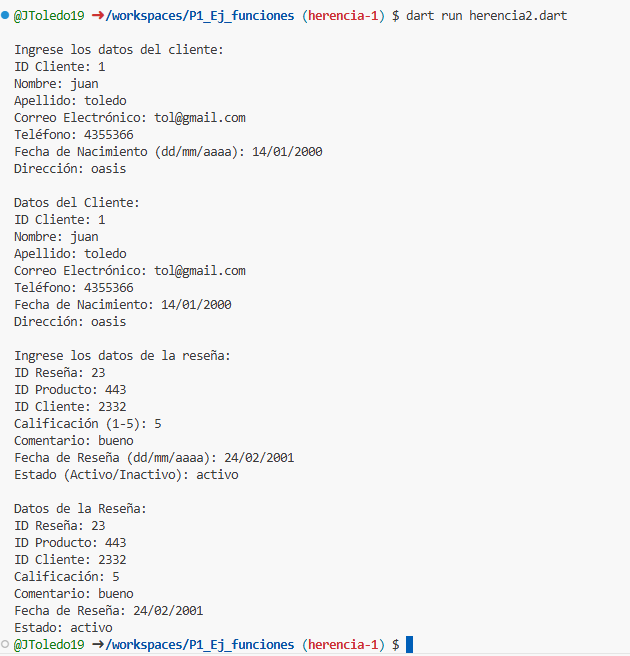 @JToledo19 ➜/workspaces/P1_Ej_funciones (herencia-1) $ dart run herencia2.dart
Ingrese los datos del cliente:
ID Cliente: 1
Nombre: juan
Apellido: toledo
Correo Electrónico: tol@gmail.com
Teléfono: 4355366
Fecha de Nacimiento (dd/mm/aaaa): 14/01/2000
Dirección: oasis
Datos del Cliente:
ID Cliente: 1
Nombre: juan
Apellido: toledo
Correo Electrónico: tol@gmail.com
Teléfono: 4355366
Fecha de Nacimiento: 14/01/2000
Dirección: oasis
Ingrese los datos de la reseña:
ID Reseña: 23
ID Producto: 443
ID Cliente: 2332
Calificación (1-5): 5
Comentario: bueno
Fecha de Reseña (dd/mm/aaaa): 24/02/2001
Estado (Activo/Inactivo): activo
Datos de la Reseña:
ID Reseña: 23
ID Producto: 443
ID Cliente: 2332
Calificación: 5
Comentario: bueno
Fecha de Reseña: 24/02/2001
Estado: activo
@JToledo19 ➜/workspaces/P1_Ej_funciones (herencia-1) $